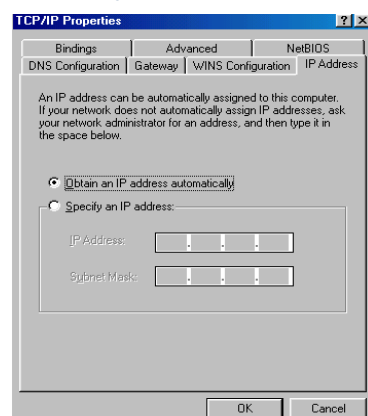 TCP/IP Properties
Bindings Advanced NetBIOS
DNS Configuration Gateway WINS Configuration IP Address
An IP address can be automatically assigned to this computer.
If your network does not automatically assign IP addresses, ask
your network administrator for an address, and then type it in
the space below.
Obtain an IP address automatically
Specify an IP address:
IP Address:
Subnet Mask:
OK Cancel